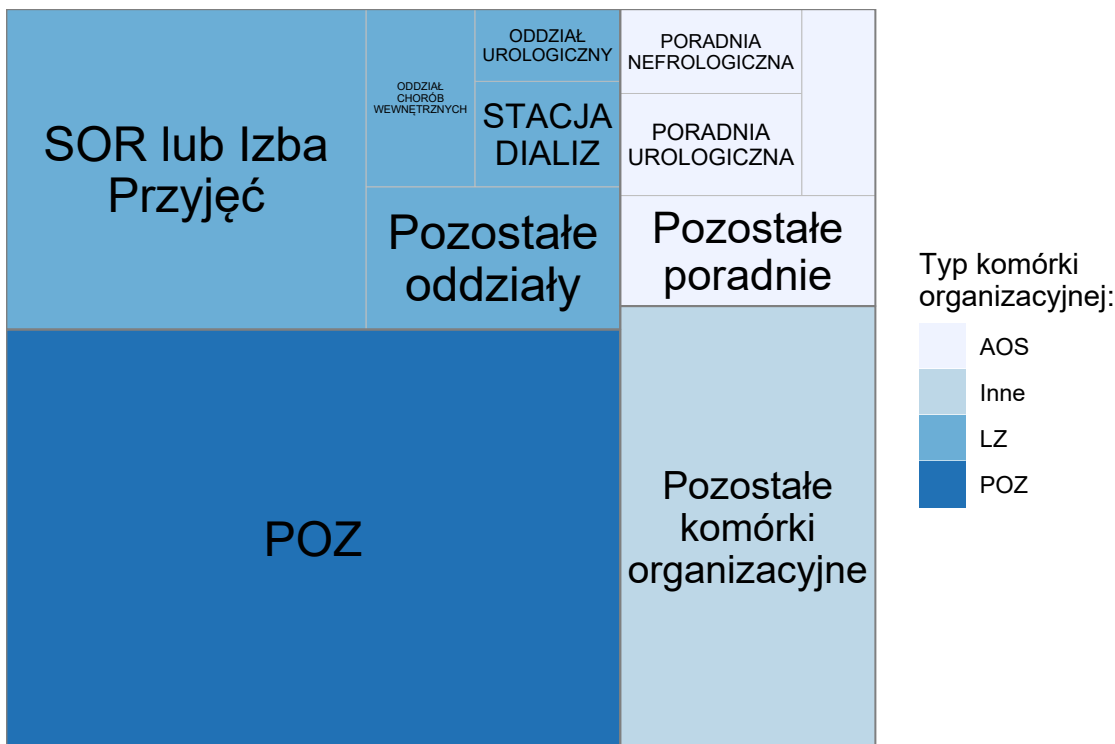 SOR lub Izba
Przyjęć
ODDZIAŁ
CHORÓB
WEWNĘTRZNYCH
ODDZIAŁ
UROLOGICZNY
STACJA
DIALIZ
Pozostałe
oddziały
PORADNIA
NEFROLOGICZNA
PORADNIA
UROLOGICZNA
Pozostałe
poradnie
POZ
Pozostałe
komórki
organizacyjne
Typ komórki
organizacyjnej:
AOS
Inne
LZ
POZ